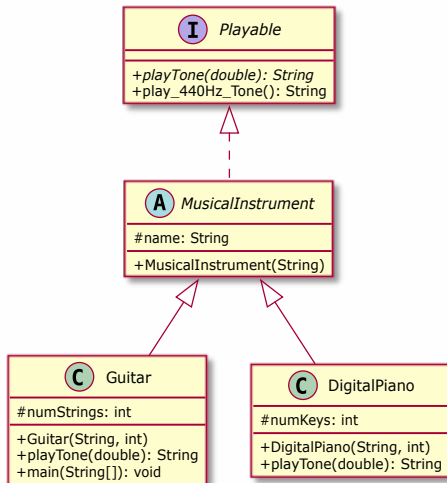 I Playable
+playTone(double): String
+play_440Hz_Tone(): String
A MusicalInstrument
#name: String
+MusicalInstrument(String)
C Guitar
#numStrings: int
+Guitar(String, int)
+playTone(double): String
+main(String[]): void
C DigitalPiano
#numKeys: int
+DigitalPiano(String, int)
+playTone(double): String